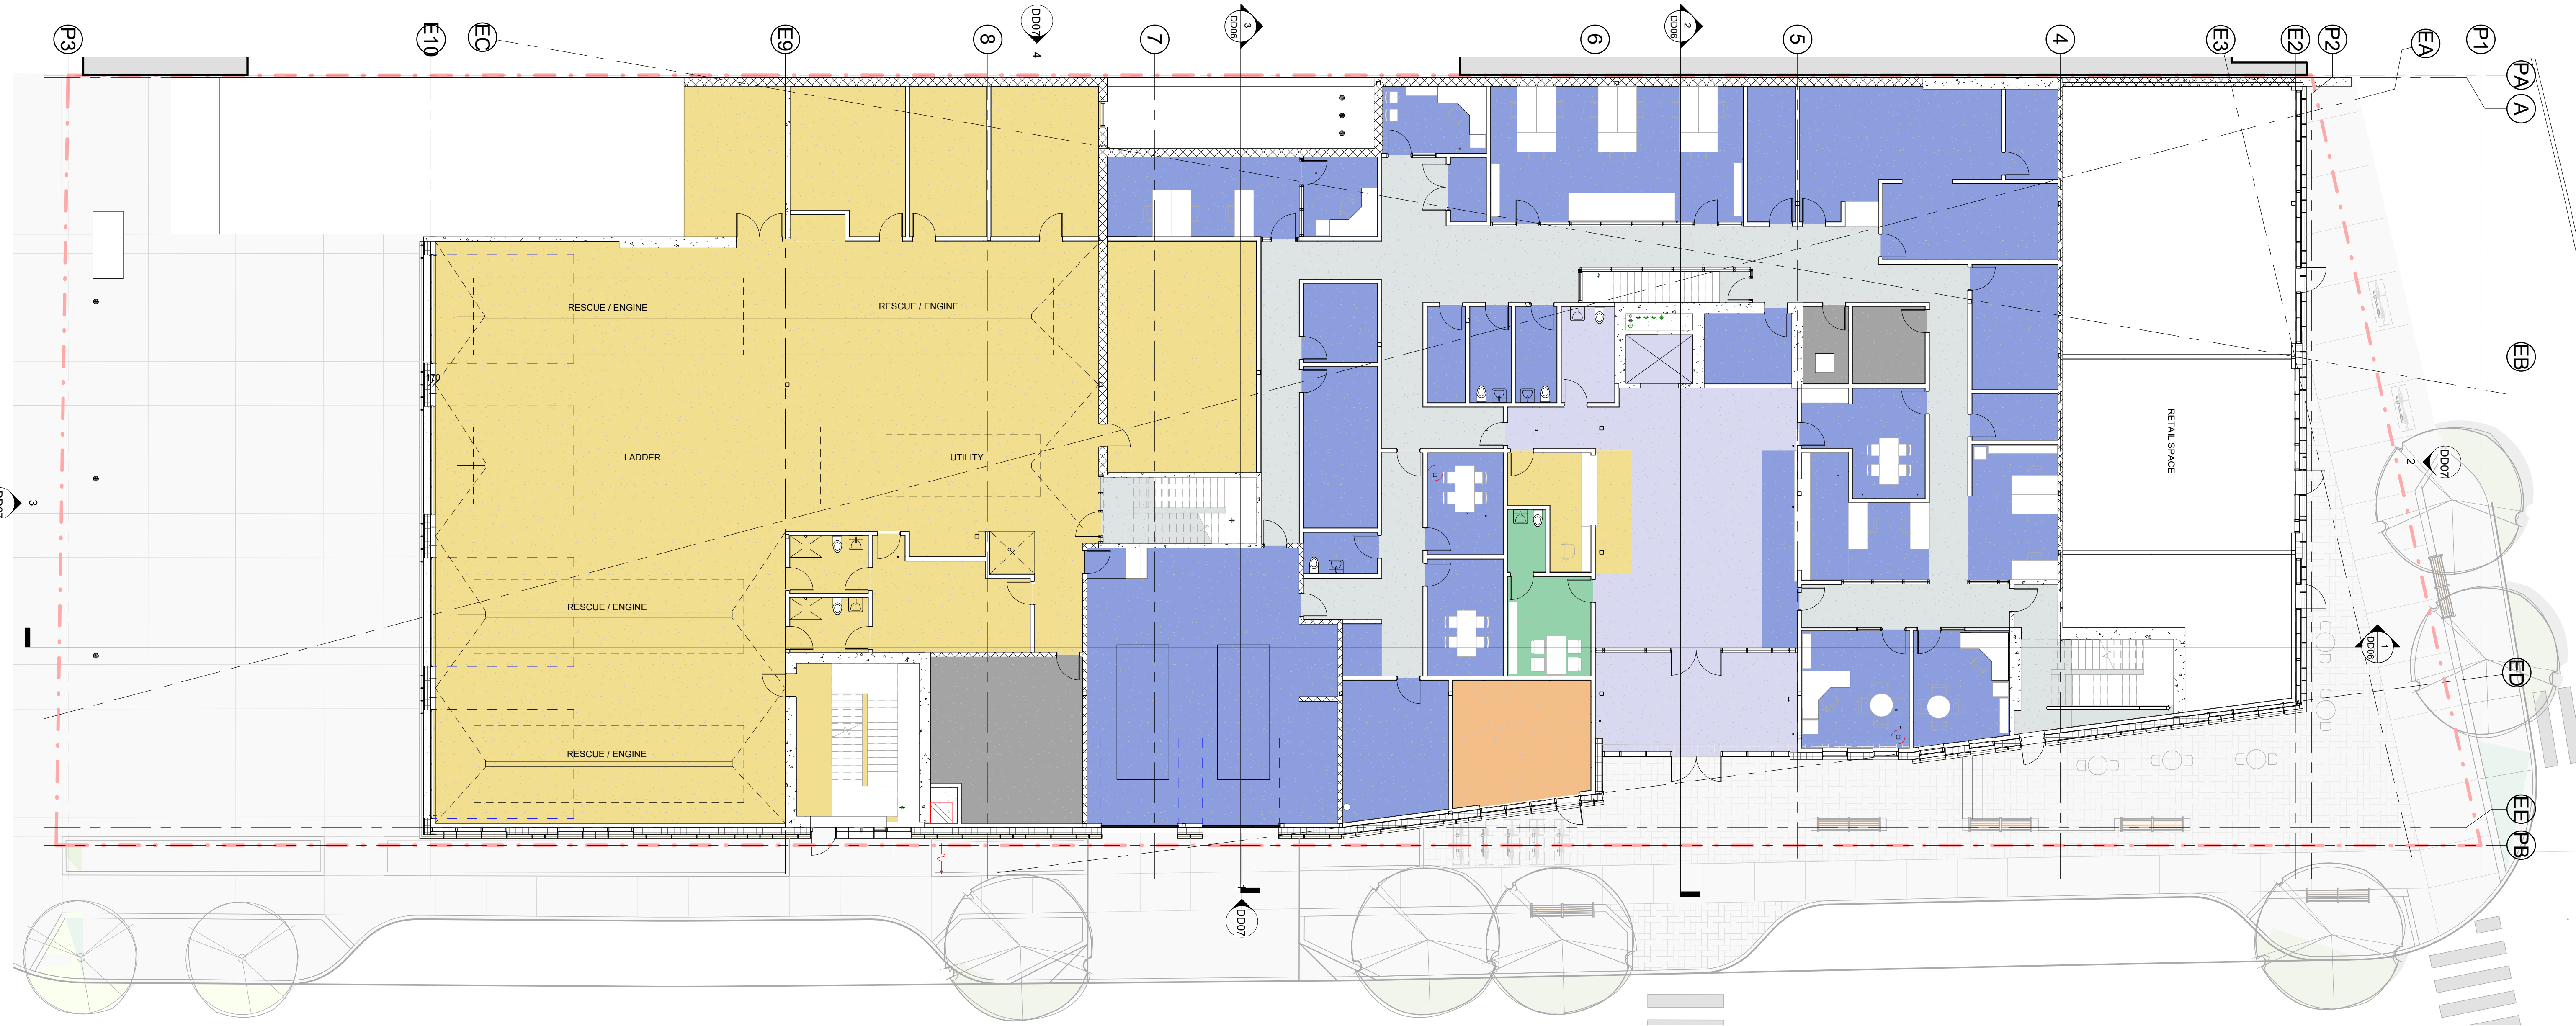 P3
E10
EC
E9
8
DD07
4
7
3
DD06
6
2
DD06
5
4
E3
E2
P2
EA
P1
PA
A
EB
RESCUE / ENGINE
RESCUE / ENGINE
LADDER
UTILITY
RETAIL SPACE
2
DD07
3
RESCUE / ENGINE
1
DD06
ED
RESCUE / ENGINE
EE
PB
DD07